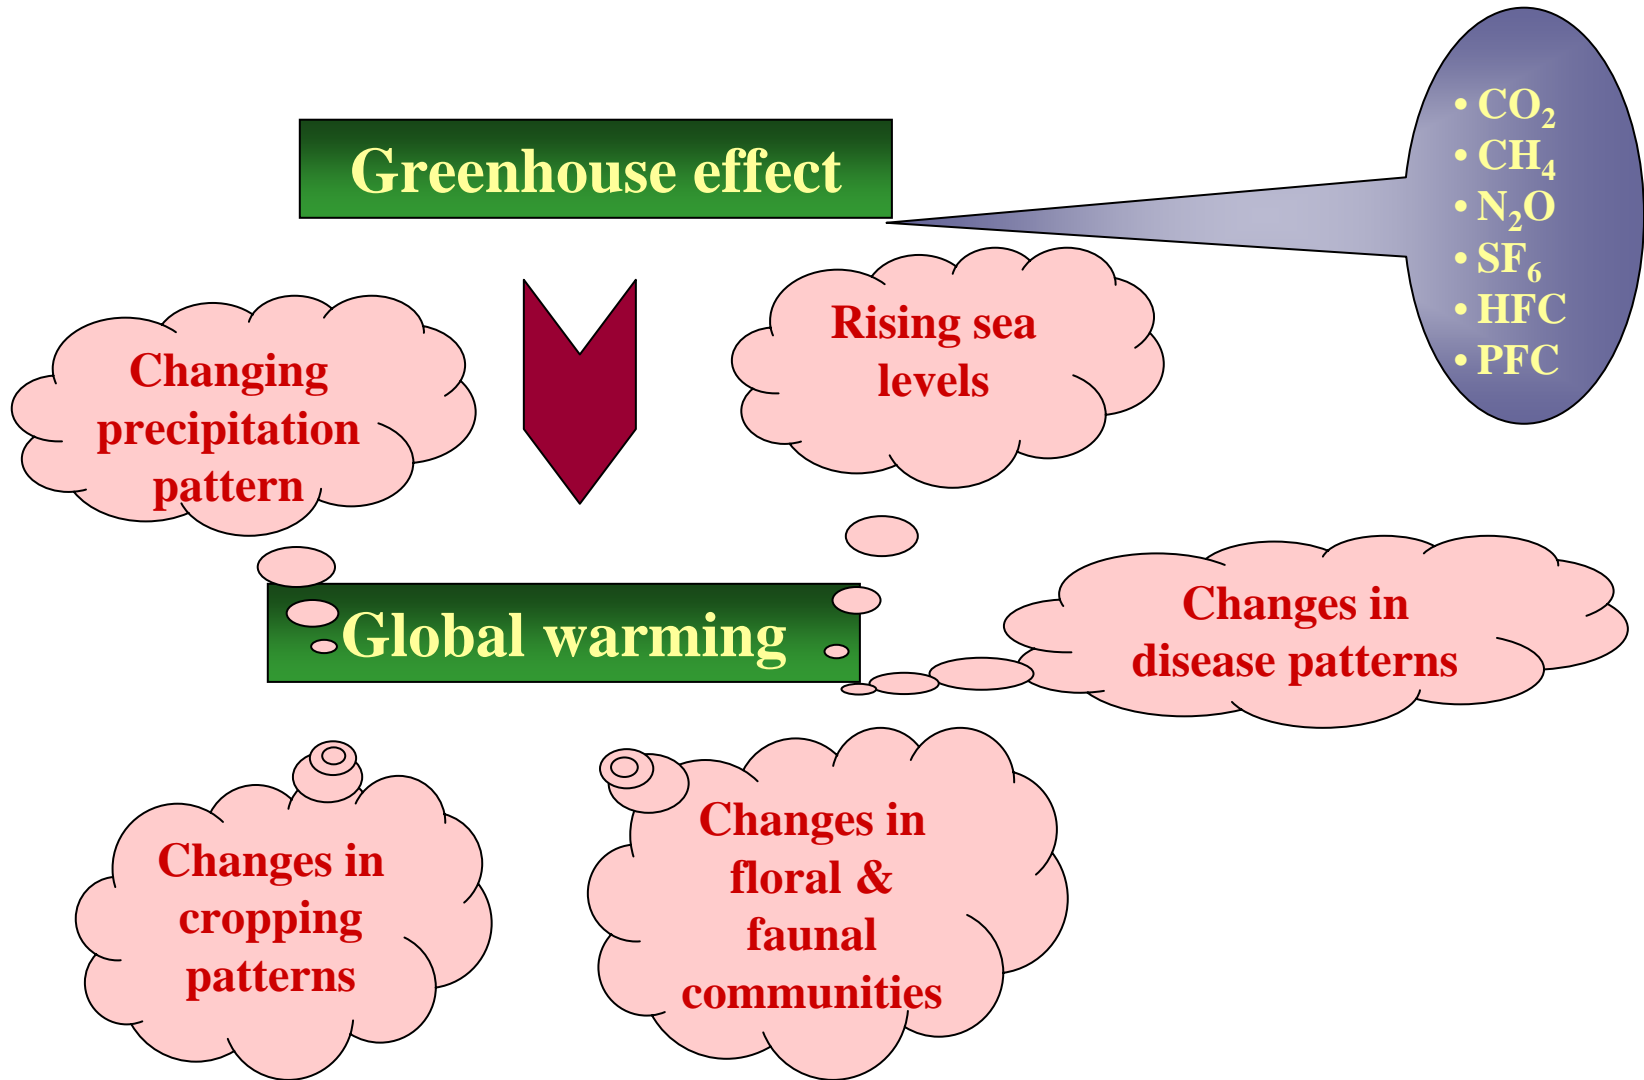 Greenhouse effect
• CO₂
• CH₄
• N₂O
• SF₆
• HFC
• PFC
Changing
precipitation
pattern
Rising sea
levels
Global warming
Changes in
disease patterns
Changes in
cropping
patterns
Changes in
floral &
faunal
communities